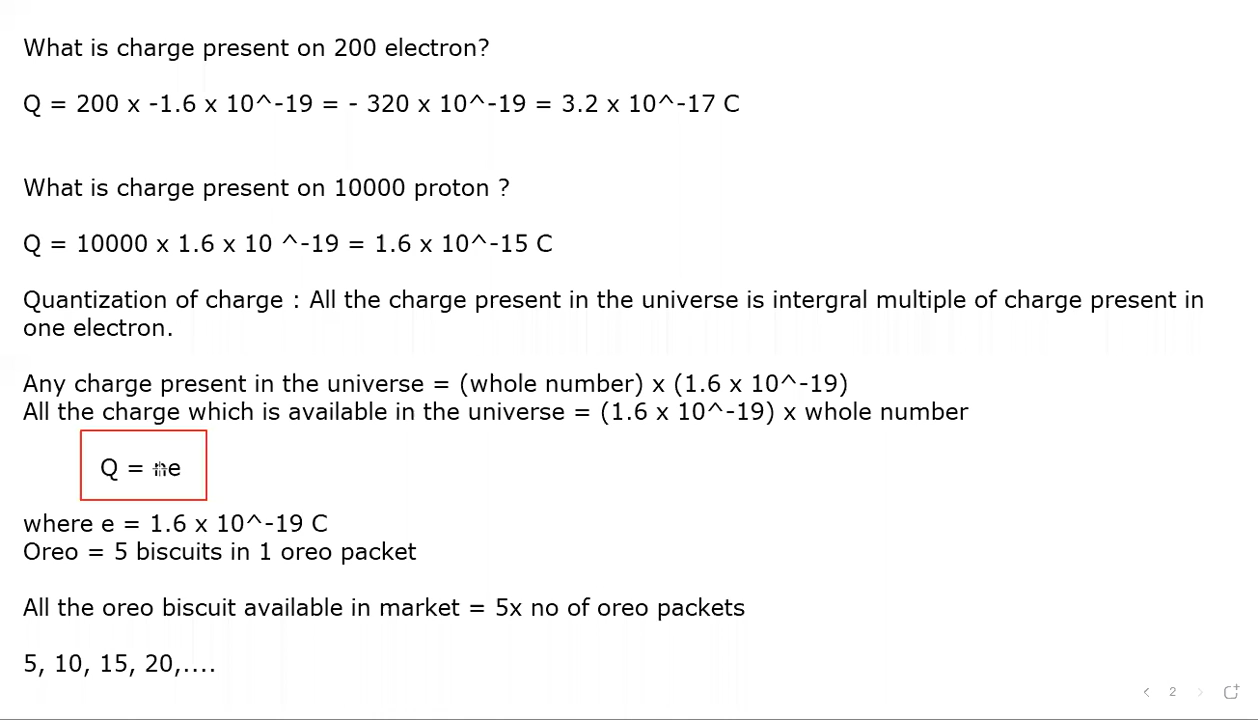 What is charge present on 200 electron?
Q = 200 x -1.6 x 10^-19 = - 320 x 10^-19 = 3.2 x 10^-17 C
What is charge present on 10000 proton ?
Q = 10000 x 1.6 x 10 ^-19 = 1.6 x 10^-15 C
Quantization of charge : All the charge present in the universe is intergral multiple of charge present in
one electron.
Any charge present in the universe = (whole number) x (1.6 x 10^-19)
All the charge which is available in the universe = (1.6 x 10^-19) x whole number
Q = ne
where e = 1.6 x 10^-19 C
Oreo = 5 biscuits in 1 oreo packet
All the oreo biscuit available in market = 5x no of oreo packets
5, 10, 15, 20,....
2